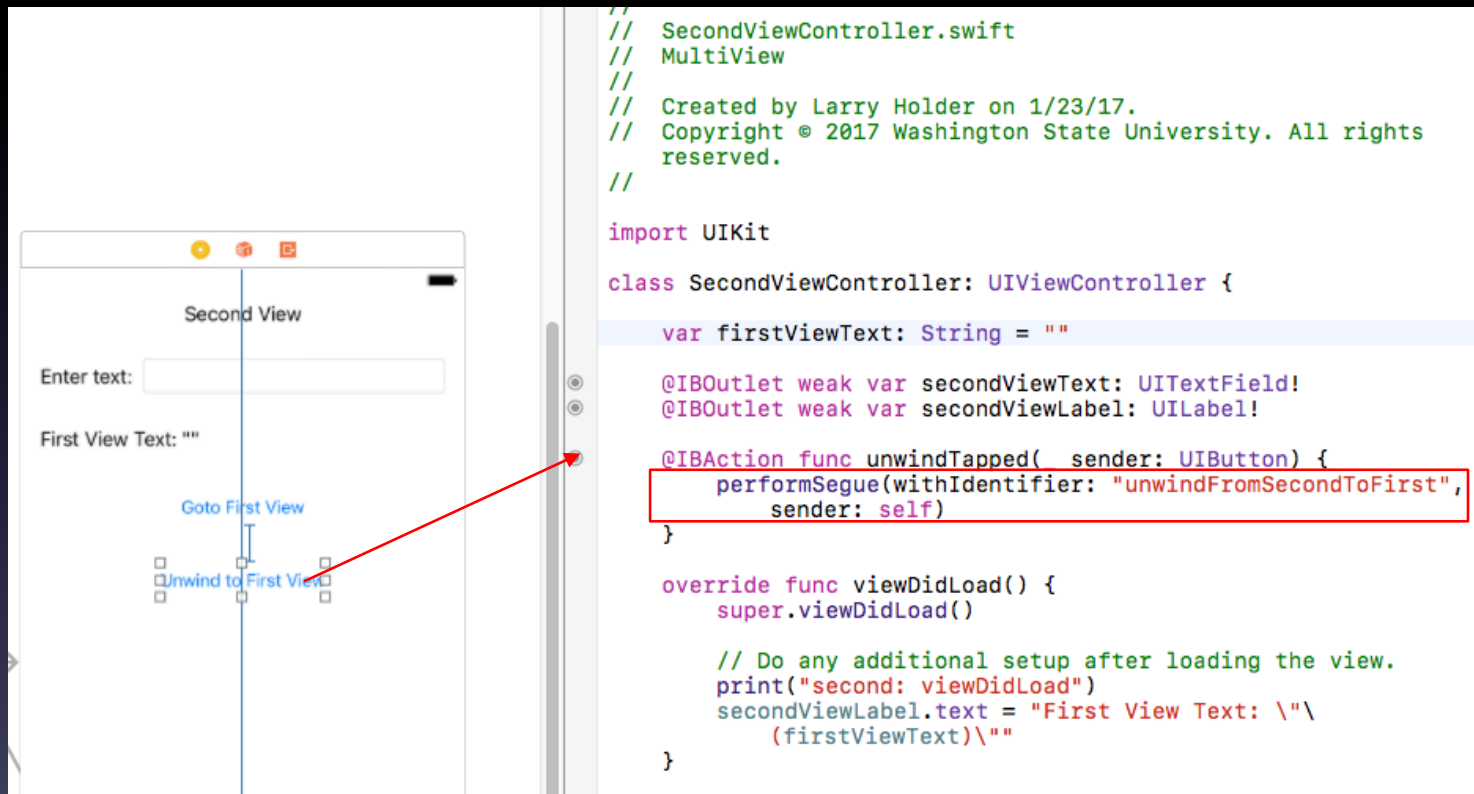 Second View
Enter text:
First View Text: ""
Goto First View
Unwind to First View
//
//  SecondViewController.swift
//  MultiView
//
//  Created by Larry Holder on 1/23/17.
//  Copyright © 2017 Washington State University. All rights
    reserved.
//
import UIKit
class SecondViewController: UIViewController {
    var firstViewText: String = ""
    @IBOutlet weak var secondViewText: UITextField!
    @IBOutlet weak var secondViewLabel: UILabel!
    @IBAction func unwindTapped(_ sender: UIButton) {
        performSegue(withIdentifier: "unwindFromSecondToFirst",
            sender: self)
    }
    override func viewDidLoad() {
        super.viewDidLoad()
        // Do any additional setup after loading the view.
        print("second: viewDidLoad")
        secondViewLabel.text = "First View Text: \"\
            (firstViewText)\""
    }